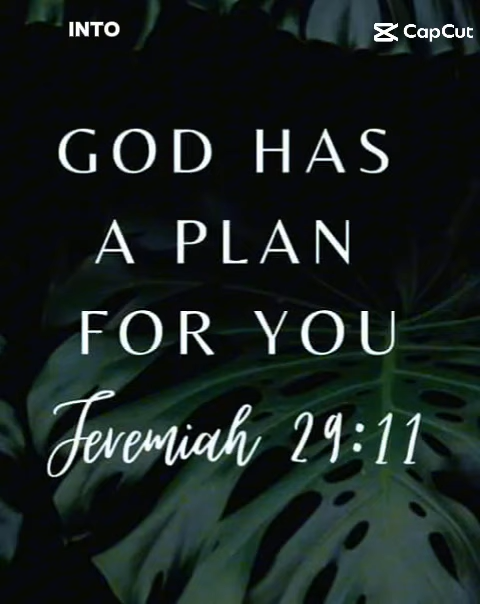 INTO
CapCut
GOD HAS
A PLAN
FOR YOU
Jeremiah 29:11